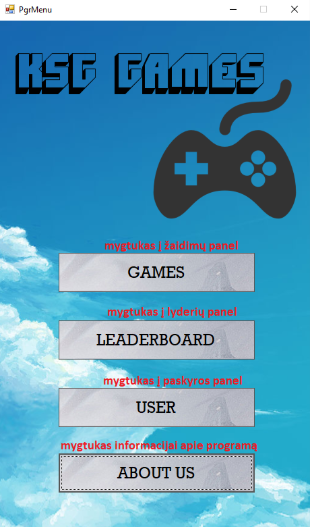 PgrMenu
KSG GAMES
mygtukas į žaidimų panel
GAMES
mygtukas į lyderių panel
LEADERBOARD
mygtukas į paskyros panel
USER
mygtukas informacijai apie programą
ABOUT US